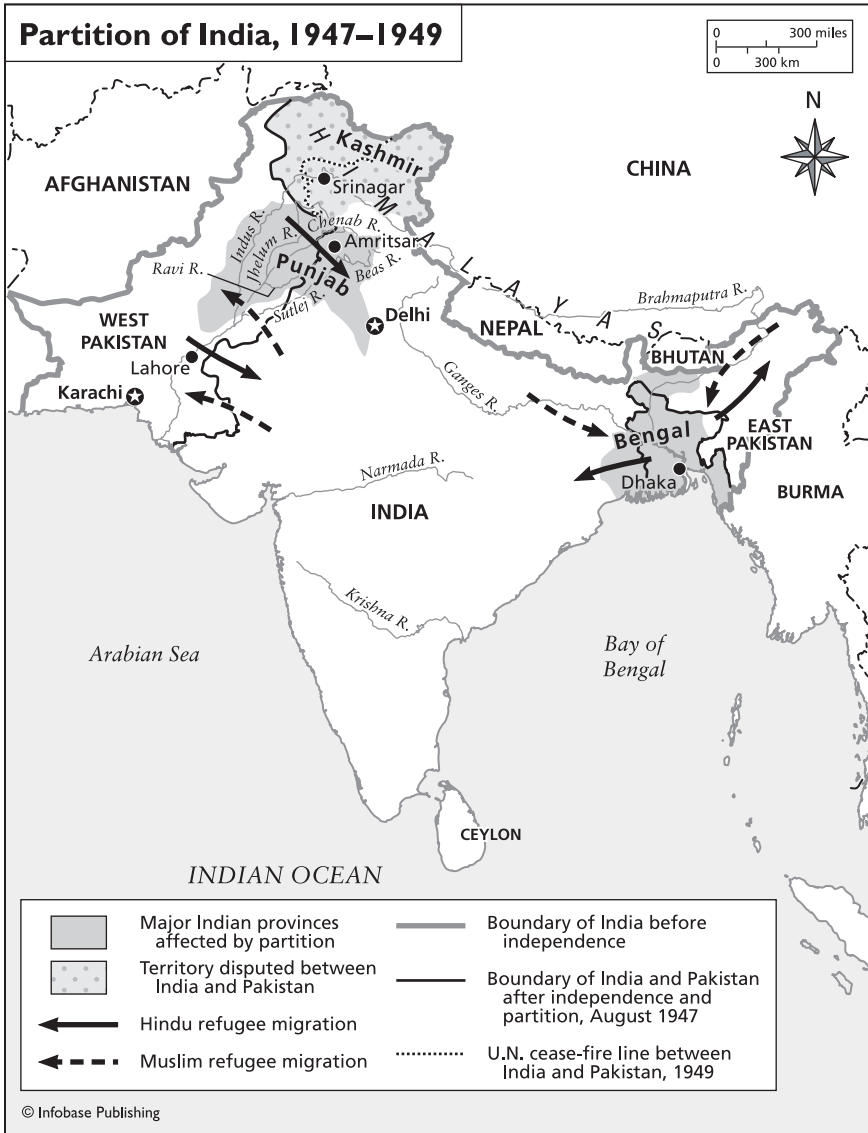 Partition of India, 1947–1949
0 300 miles
0 300 km
N
HIMALAYAS
Kashmir
AFGHANISTAN
CHINA
Srinagar
Indus R.
Jhelum R.
Chenab R.
Amritsar
Ravi R.
Punjab
Beas R.
Sutlej R.
Brahmaputra R.
WEST
PAKISTAN
Delhi
NEPAL
BHUTAN
Lahore
Karachi
Ganges R.
Bengal
EAST
PAKISTAN
Narmada R.
Dhaka
INDIA
BURMA
Krishna R.
Arabian Sea
Bay of
Bengal
CEYLON
INDIAN OCEAN
Major Indian provinces
affected by partition
Territory disputed between
India and Pakistan
Hindu refugee migration
Muslim refugee migration
Boundary of India before
independence
Boundary of India and Pakistan
after independence and
partition, August 1947
U.N. cease-fire line between
India and Pakistan, 1949
© Infobase Publishing